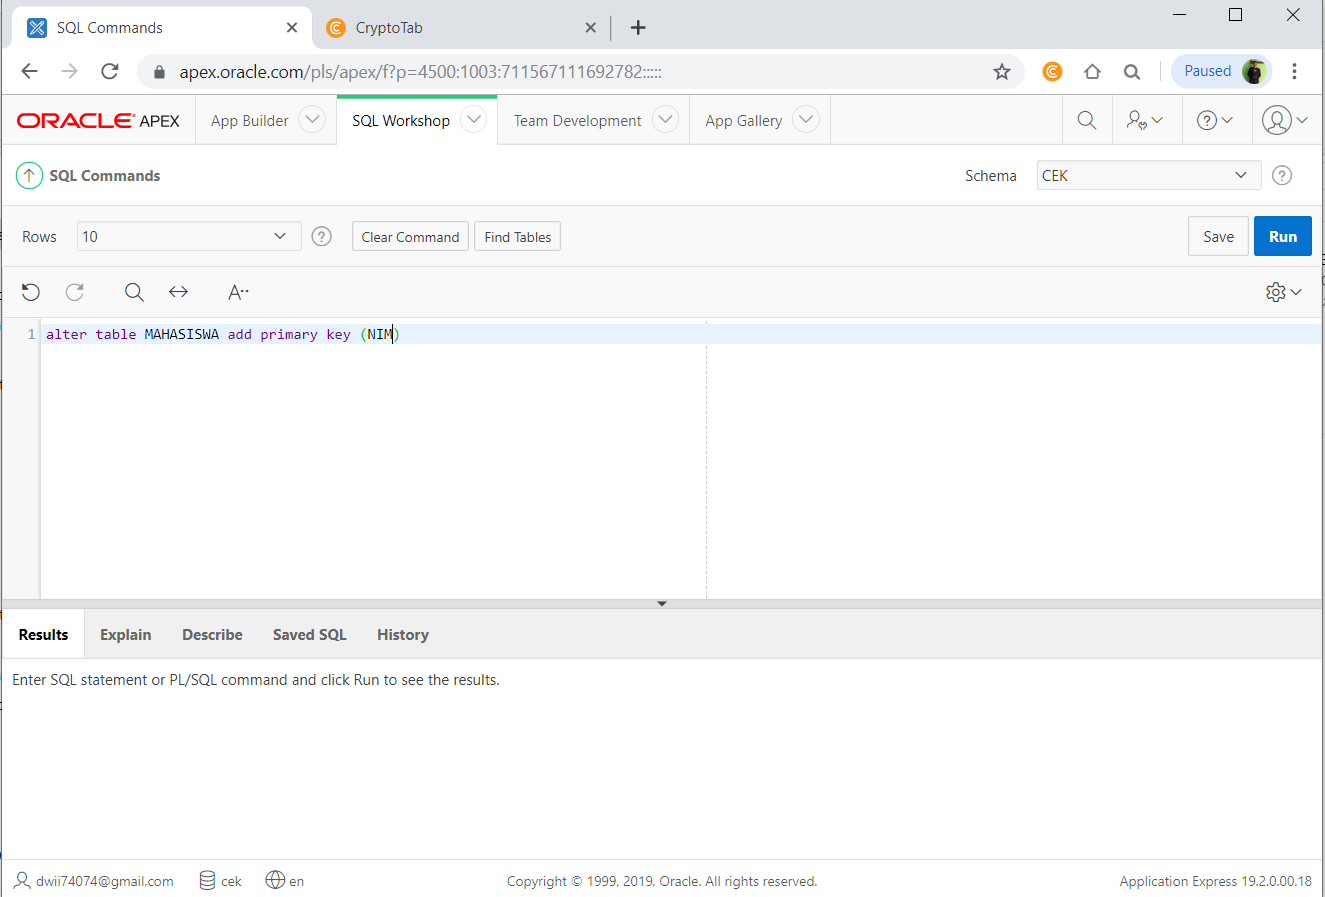 SQL Commands
CryptoTab
apex.oracle.com/pls/apex/f?p=4500:1003:711567111692782:::::
Paused
ORACLE APEX App Builder SQL Workshop Team Development App Gallery
SQL Commands Schema CEK
Rows 10 Clear Command Find Tables Save Run
A
1 alter table MAHASISWA add primary key (NIM)
Results Explain Describe Saved SQL History
Enter SQL statement or PL/SQL command and click Run to see the results.
dwii74074@gmail.com cek en Copyright © 1999, 2019, Oracle. All rights reserved. Application Express 19.2.0.00.18